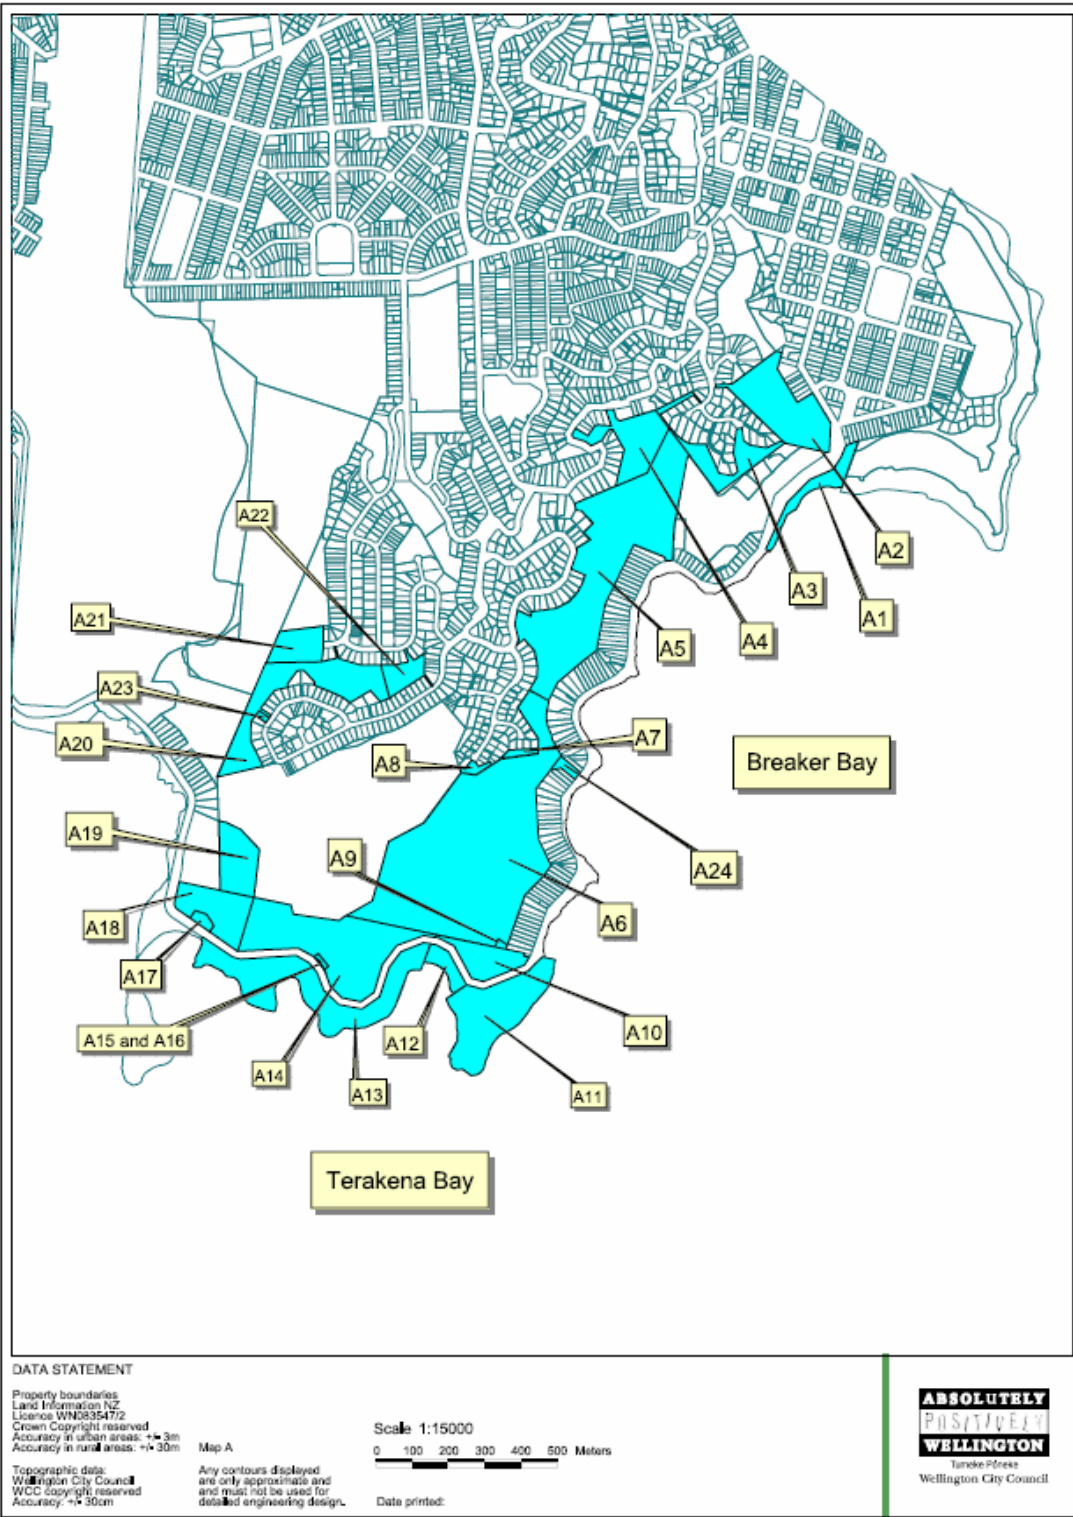 A22
A2
A3
A1
A21
A4
A5
A23
A7
A20
A8
Breaker Bay
A19
A9
A24
A18
A6
A17
A15 and A16
A12
A10
A14
A13
A11
Terakena Bay
DATA STATEMENT
Property boundaries
Land Information NZ
Licence WN083547/2
Crown Copyright reserved
Accuracy in urban areas: +/- 3m
Accuracy in rural areas: +/- 30m
Topographic data:
Wellington City Council
WCC copyright reserved
Accuracy: +/- 30cm
Map A
Any contours displayed
are only approximate and
and must not be used for
detailed engineering design.
Scale 1:15000
0 100 200 300 400 500 Meters
Date printed:
ABSOLUTELY
POSITIVELY
WELLINGTON
Tumeke Pōneke
Wellington City Council